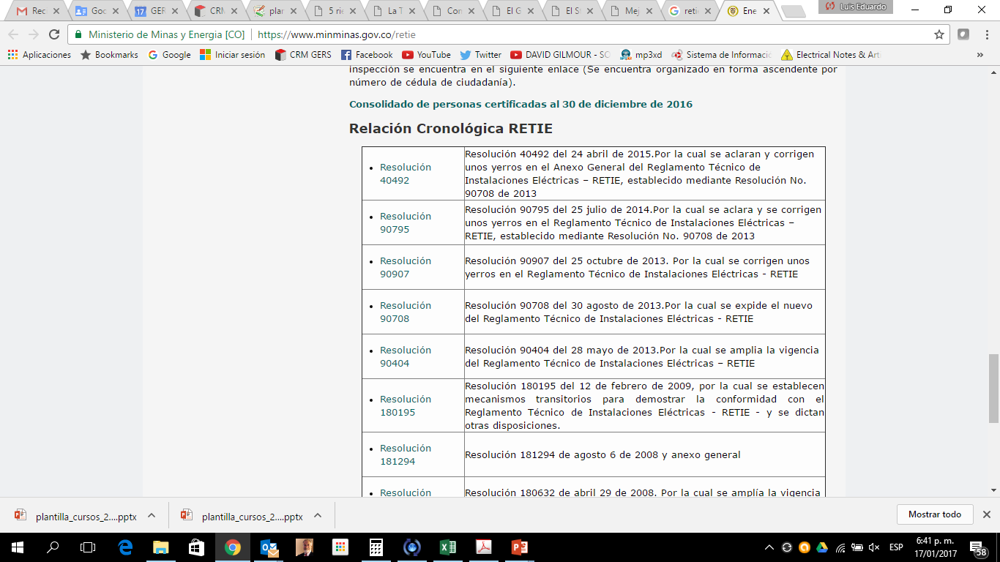 Rec
Goo
17 GER
CRM
plar
5 rie
La T
Con
El G
El S
Mej
retie
Ene
Luis Eduardo
Ministerio de Minas y Energia [CO] https://www.minminas.gov.co/retie
Aplicaciones Bookmarks Google Iniciar sesión CRM GERS Facebook YouTube Twitter DAVID GILMOUR - SO mp3xd Sistema de Informació Electrical Notes & Art »
inspección se encuentra en el siguiente enlace (Se encuentra organizado en forma ascendente por
número de cédula de ciudadanía).
Consolidado de personas certificadas al 30 de diciembre de 2016
Relación Cronológica RETIE
• Resolución
40492
Resolución 40492 del 24 abril de 2015.Por la cual se aclaran y corrigen
unos yerros en el Anexo General del Reglamento Técnico de
Instalaciones Eléctricas – RETIE, establecido mediante Resolución No.
90708 de 2013
• Resolución
90795
Resolución 90795 del 25 julio de 2014.Por la cual se aclara y se corrigen
unos yerros en el Reglamento Técnico de Instalaciones Eléctricas –
RETIE, establecido mediante Resolución No. 90708 de 2013
• Resolución
90907
Resolución 90907 del 25 octubre de 2013. Por la cual se corrigen unos
yerros en el Reglamento Técnico de Instalaciones Eléctricas - RETIE
• Resolución
90708
Resolución 90708 del 30 agosto de 2013.Por la cual se expide el nuevo
del Reglamento Técnico de Instalaciones Eléctricas - RETIE
• Resolución
90404
Resolución 90404 del 28 mayo de 2013.Por la cual se amplia la vigencia
del Reglamento Técnico de Instalaciones Eléctricas – RETIE
• Resolución
180195
Resolución 180195 del 12 de febrero de 2009, por la cual se establecen
mecanismos transitorios para demostrar la conformidad con el
Reglamento Técnico de Instalaciones Eléctricas - RETIE - y se dictan
otras disposiciones.
• Resolución
181294
Resolución 181294 de agosto 6 de 2008 y anexo general
• Resolución
Resolución 180632 de abril 29 de 2008. Por la cual se amplía la vigencia
plantilla_cursos_2....pptx
plantilla_cursos_2....pptx
Mostrar todo
ESP
6:41 p. m.
17/01/2017
58